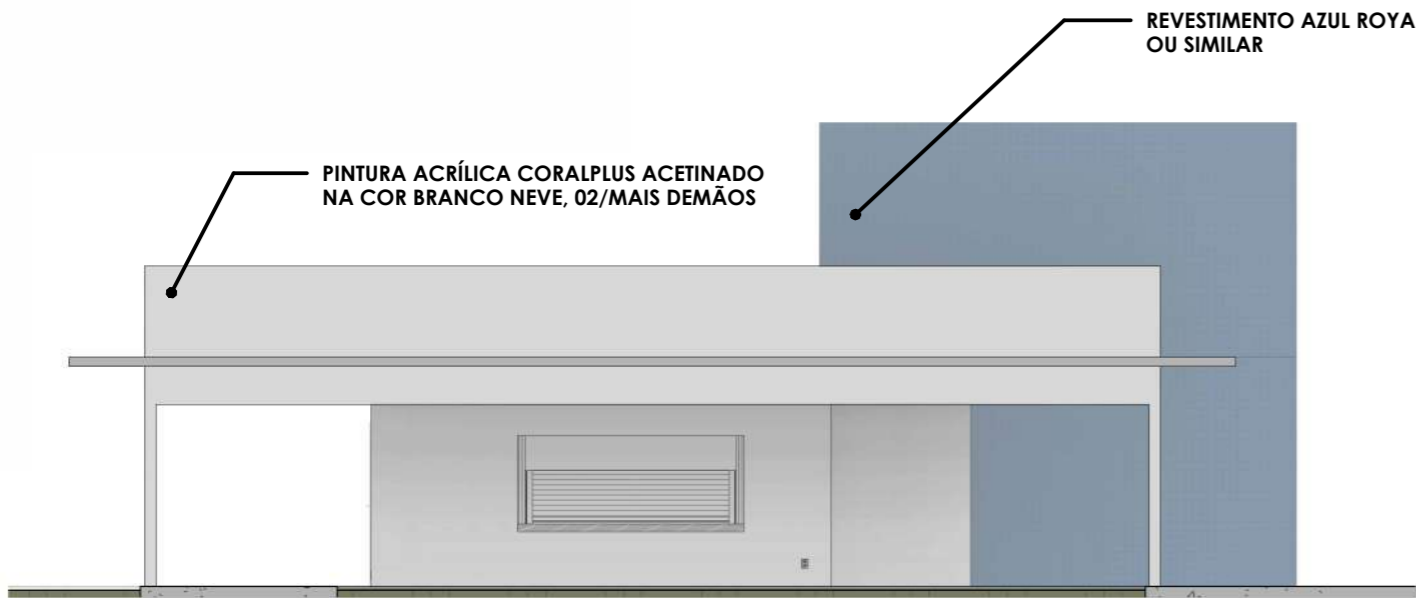 REVESTIMENTO AZUL ROYA
OU SIMILAR
PINTURA ACRÍLICA CORALPLUS ACETINADO
NA COR BRANCO NEVE, 02/MAIS DEMÃOS